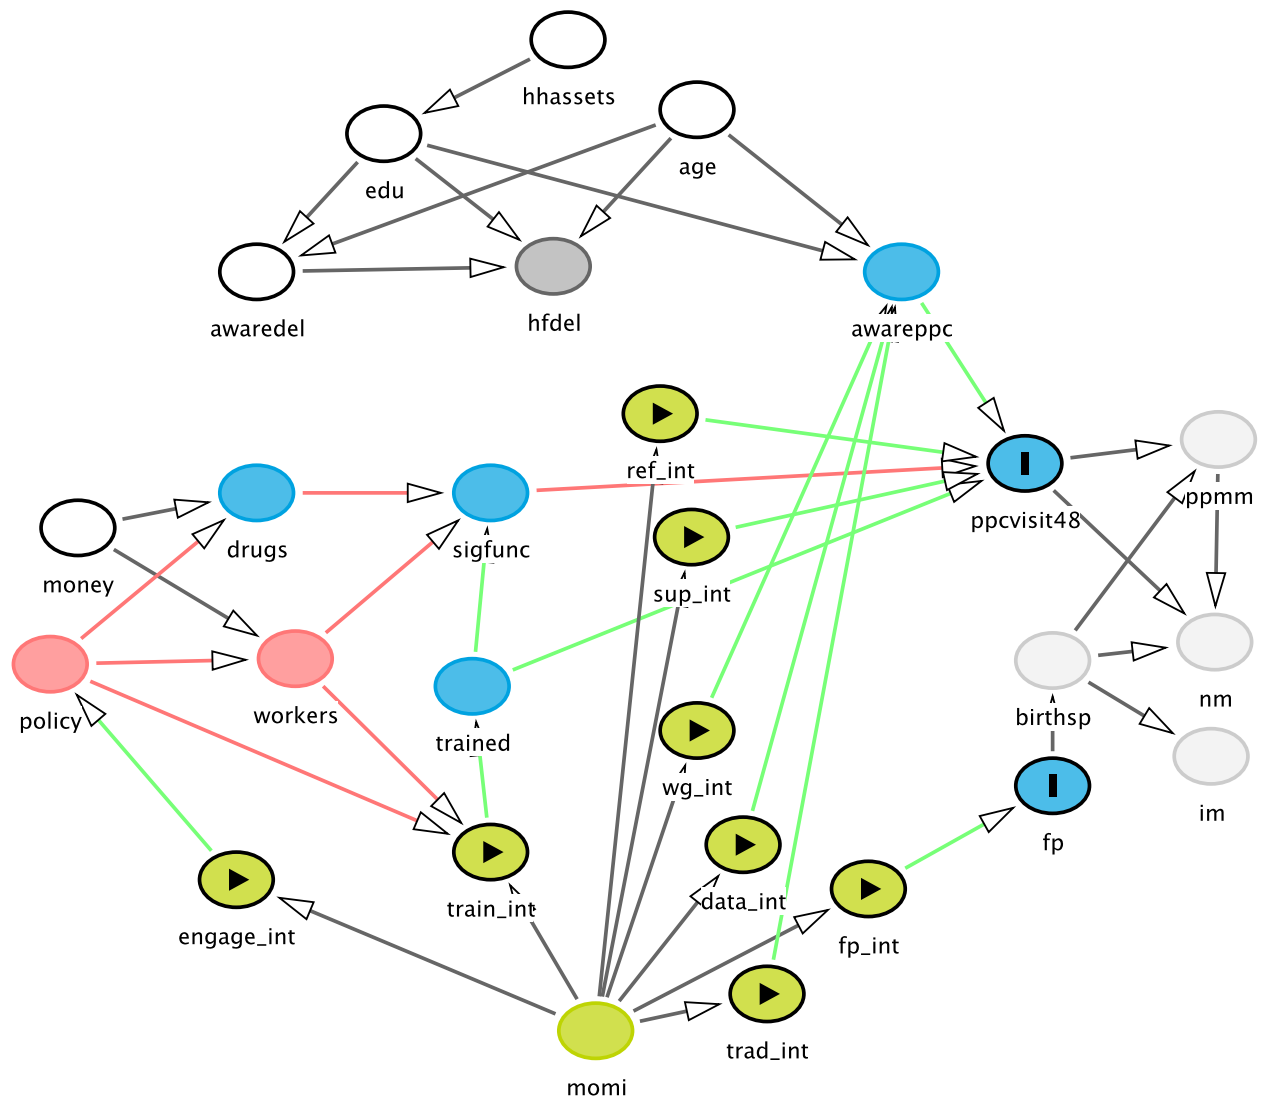 hhassets
age
edu
awaredel
hfdel
awareppc
ref_int
ppcvisit48
ppmm
drugs
sigfunc
money
sup_int
nm
policy
workers
trained
birthsp
wg_int
im
fp
train_int
data_int
engage_int
fp_int
trad_int
momi